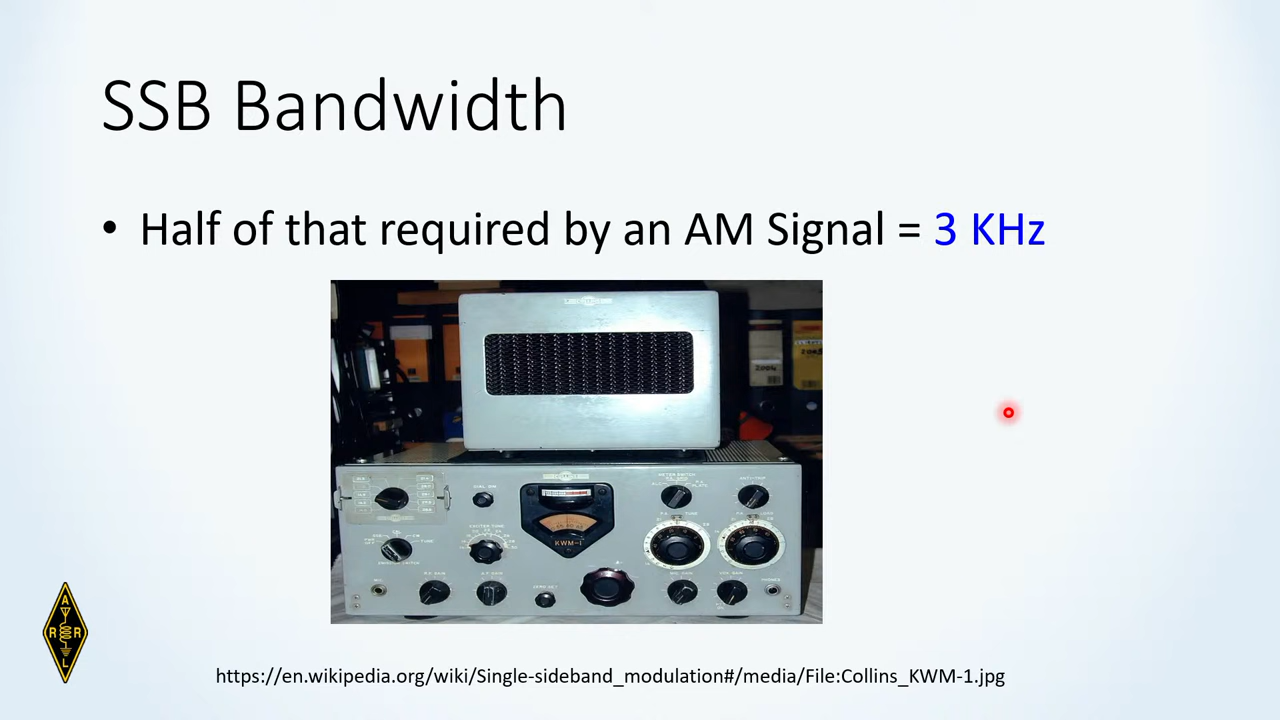 SSB Bandwidth
• Half of that required by an AM Signal = 3 KHz
KWM-1
A
R R
L
https://en.wikipedia.org/wiki/Single-sideband_modulation#/media/File:Collins_KWM-1.jpg